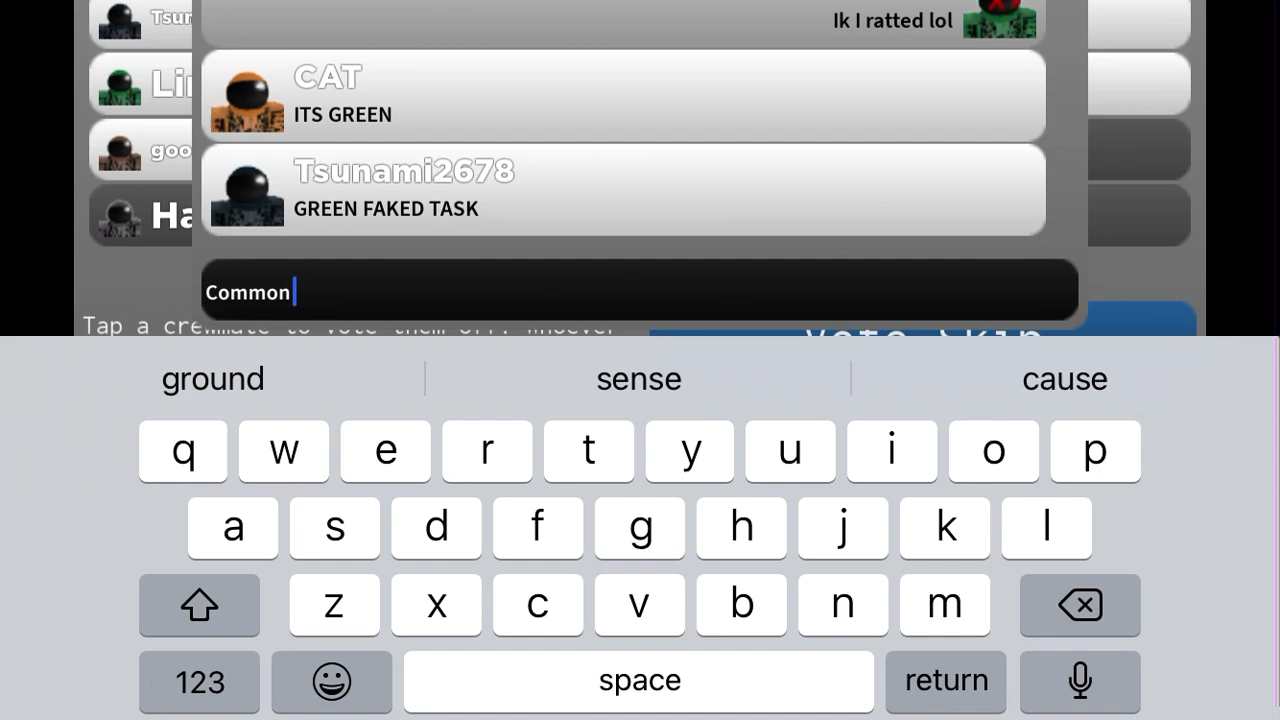 Ik I ratted lol
CAT
ITS GREEN
Tsunami2678
GREEN FAKED TASK
Common
ground
sense
cause
q w e r t y u i o p
a s d f g h j k l
z x c v b n m
123
space
return